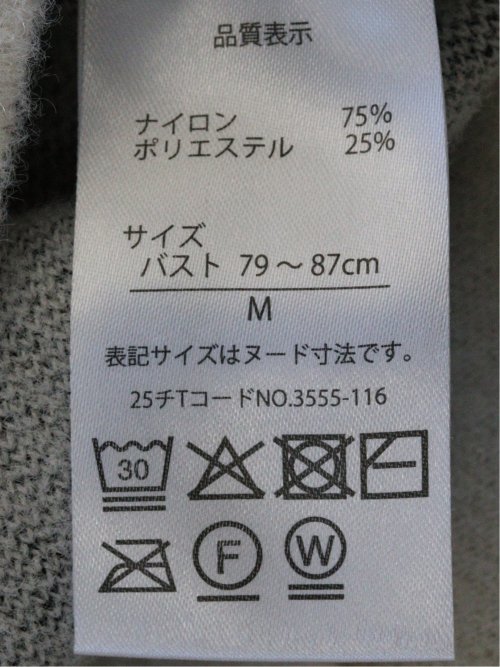 品質表示
ナイロン 75%
ポリエステル 25%
サイズ
バスト 79～87cm
M
表記サイズはヌード寸法です。
25チTコードNO.3555-116
30
F W